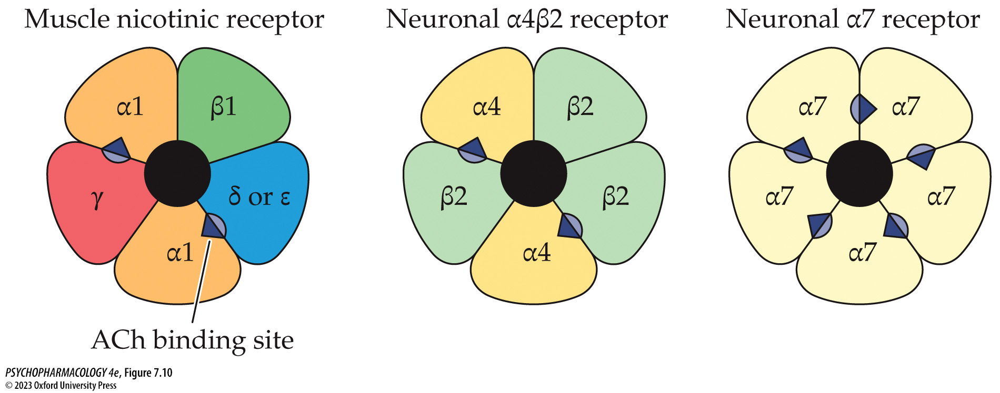 Muscle nicotinic receptor
Neuronal α4β2 receptor
Neuronal α7 receptor
α1
β1
γ
δ or ε
α1
ACh binding site
α4
β2
β2
β2
α4
α7
α7
α7
α7
α7
PSYCHOPHARMACOLOGY 4e, Figure 7.10
© 2023 Oxford University Press